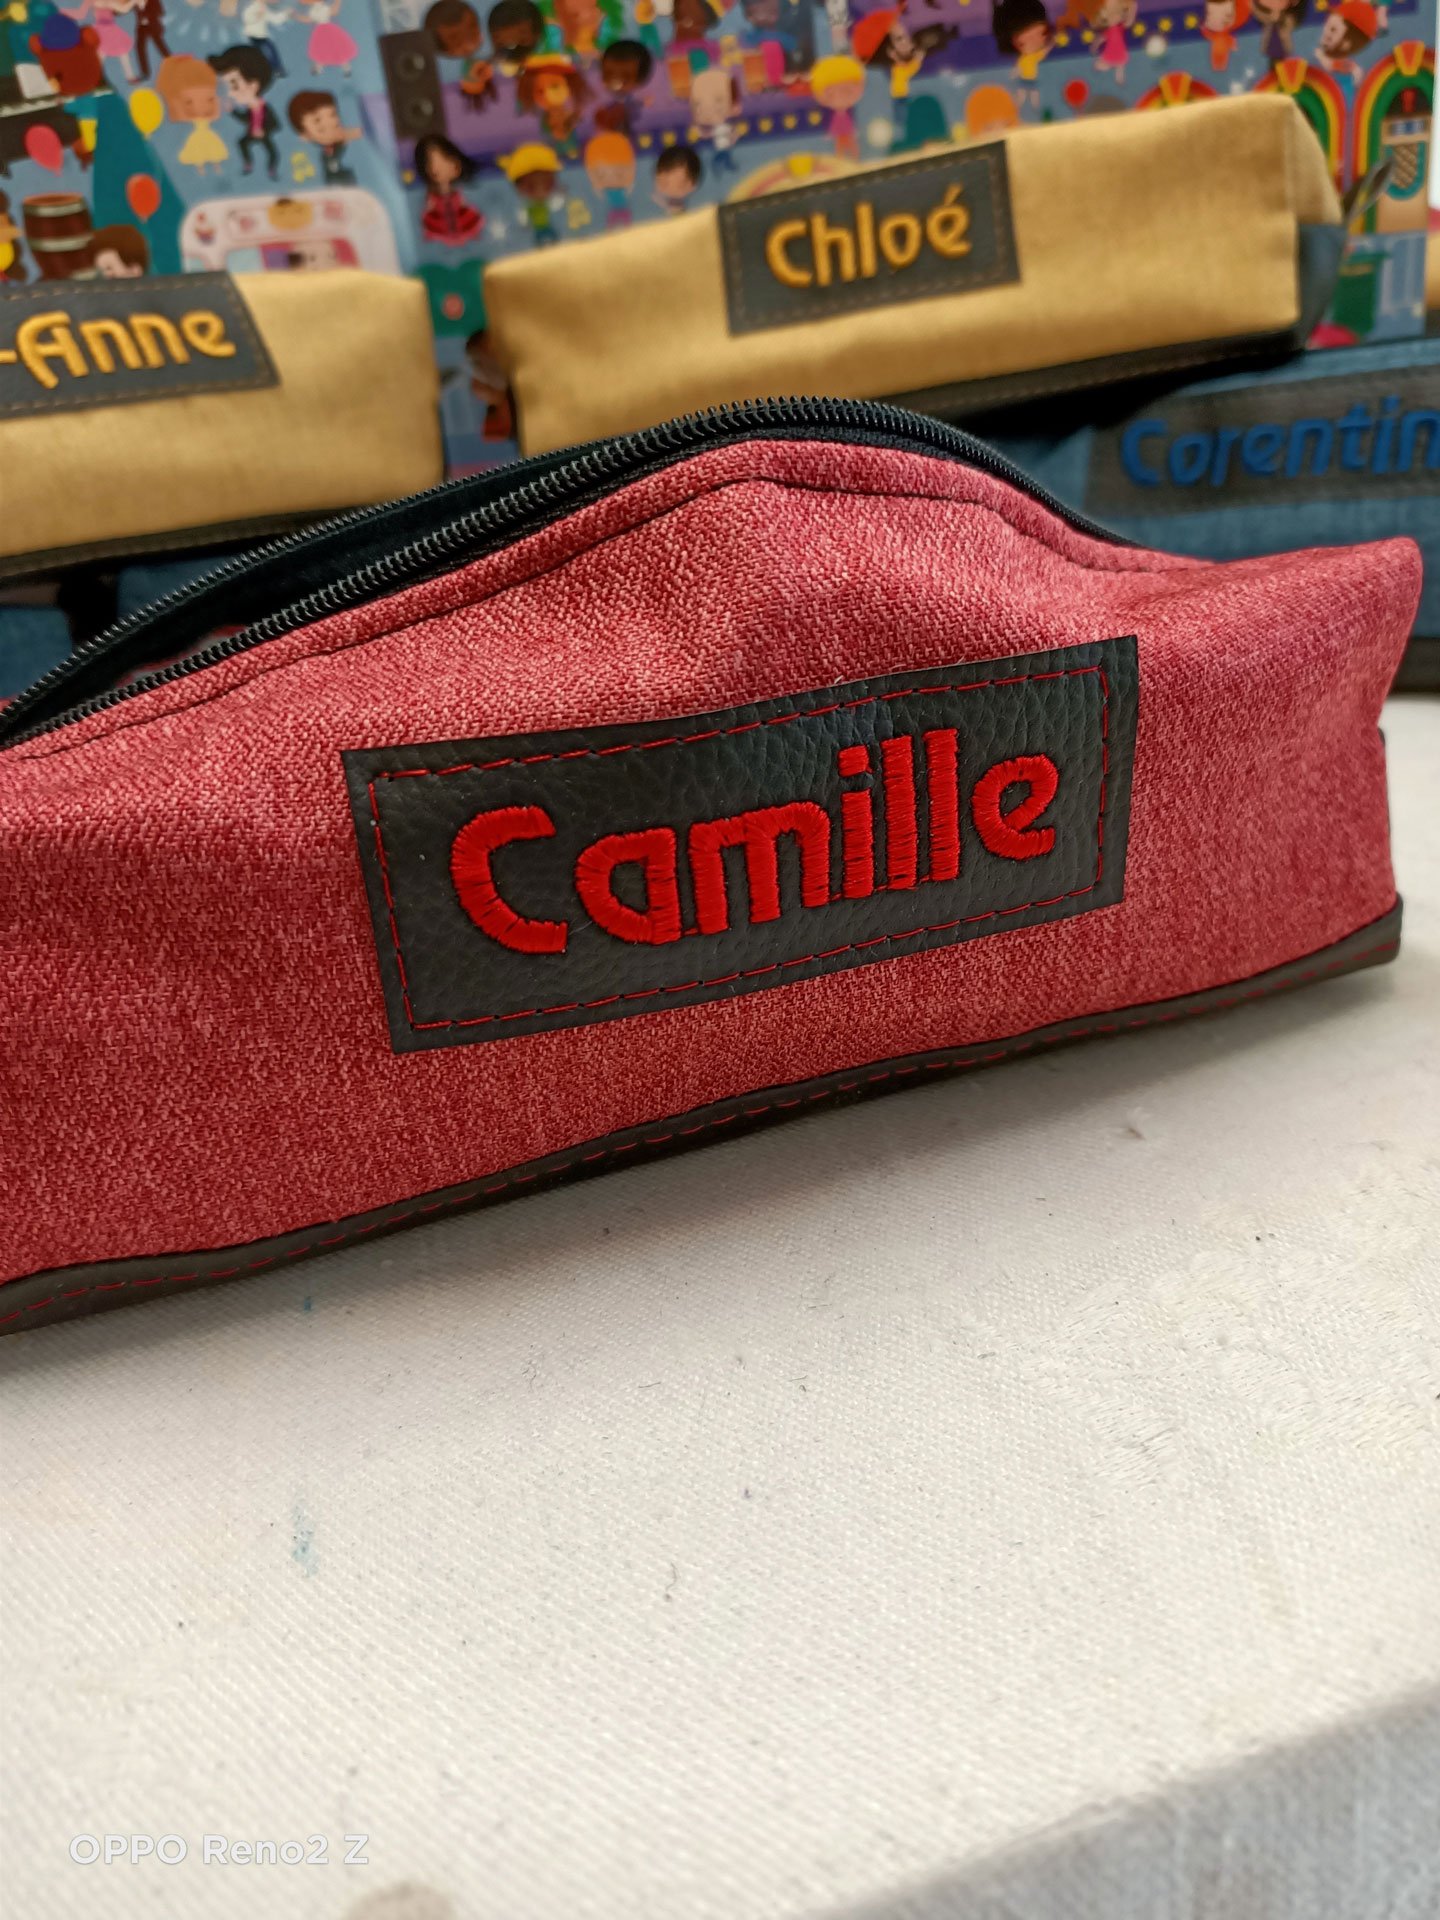 Chloé
-Anne
Corentin
Camille
OPPO Reno2 Z